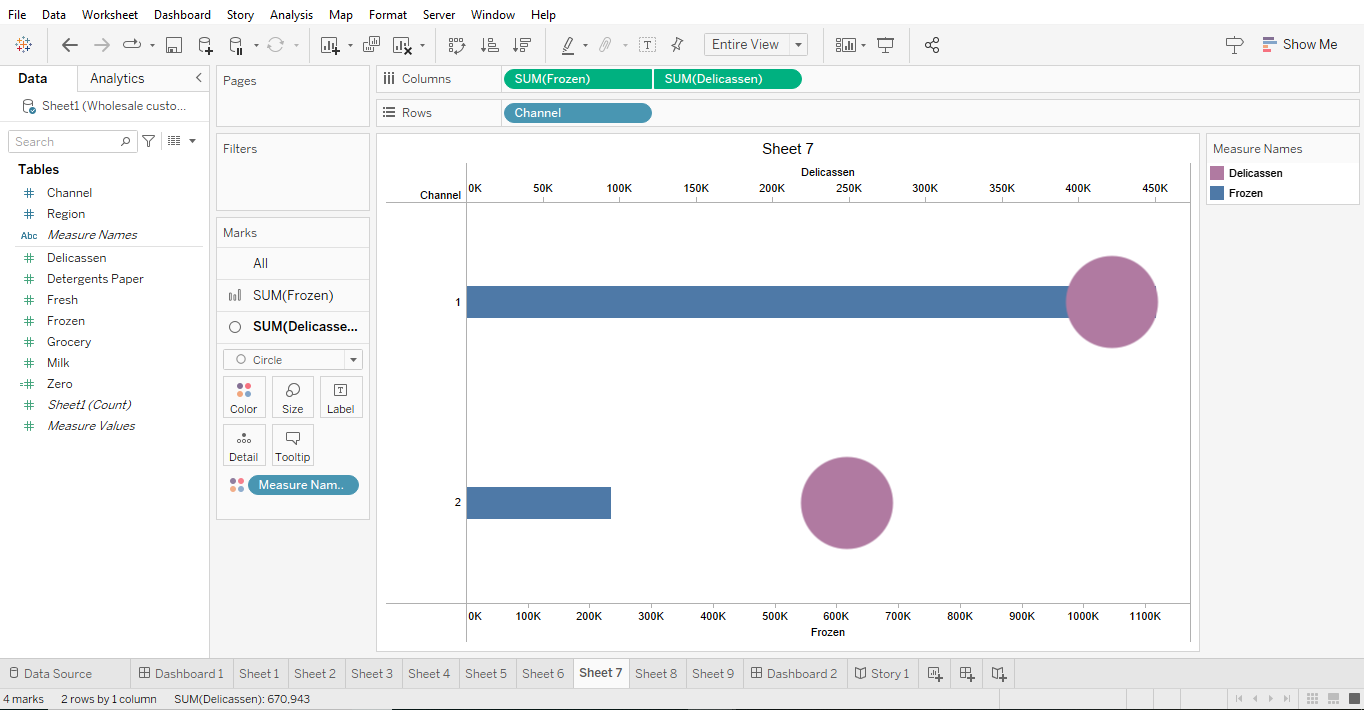 File Data Worksheet Dashboard Story Analysis Map Format Server Window Help
Entire View
Show Me
Data Analytics
Sheet1 (Wholesale custo...
Search
Tables
Channel
Region
Abc Measure Names
Delicassen
Detergents Paper
Fresh
Frozen
Grocery
Milk
Zero
Sheet1 (Count)
Measure Values
Pages
Filters
Marks
All
SUM(Frozen)
SUM(Delicasse...
Circle
Color Size Label
Detail Tooltip
Measure Nam..
Columns SUM(Frozen) SUM(Delicassen)
Rows Channel
Sheet 7
Delicassen
0K 50K 100K 150K 200K 250K 300K 350K 400K 450K
Channel
1
2
0K 100K 200K 300K 400K 500K 600K 700K 800K 900K 1000K 1100K
Frozen
Measure Names
Delicassen
Frozen
Data Source Dashboard 1 Sheet 1 Sheet 2 Sheet 3 Sheet 4 Sheet 5 Sheet 6 Sheet 7 Sheet 8 Sheet 9 Dashboard 2 Story 1
4 marks 2 rows by 1 column SUM(Delicassen): 670,943